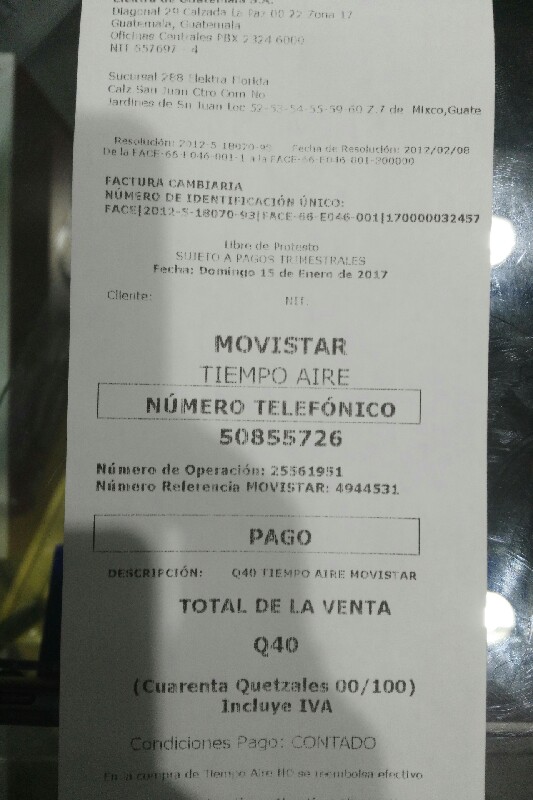 Elektra de Guatemala S.A.
Diagonal 29 Calzada La Paz 00 22 Zona 17
Guatemala, Guatemala
Oficinas Centrales PBX 2324 6000
NIT 557697 - 4
Sucursal 288 Elektra Florida
Calz San Juan Ctro Com No
Jardines de Sn Juan Loc 52-53-54-55-59-60 Z.7 de Mixco,Guate
Resolución: 2012-5-18070-93 Fecha de Resolución: 2012/02/08
De la FACE-66-E046-001-1 a la FACE-66-E046-001-300000
FACTURA CAMBIARIA
NÚMERO DE IDENTIFICACIÓN ÚNICO:
FACE|2012-5-18070-93|FACE-66-E046-001|170000032457
Libre de Protesto
SUJETO A PAGOS TRIMESTRALES
Fecha: Domingo 15 de Enero de 2017
Cliente: NIT:
MOVISTAR
TIEMPO AIRE
NÚMERO TELEFÓNICO
50855726
Número de Operación: 25561951
Número Referencia MOVISTAR: 4944531
PAGO
DESCRIPCIÓN: Q40 TIEMPO AIRE MOVISTAR
TOTAL DE LA VENTA
Q40
(Cuarenta Quetzales 00/100)
Incluye IVA
Condiciones Pago: CONTADO
En la compra de Tiempo Aire NO se reembolsa efectivo